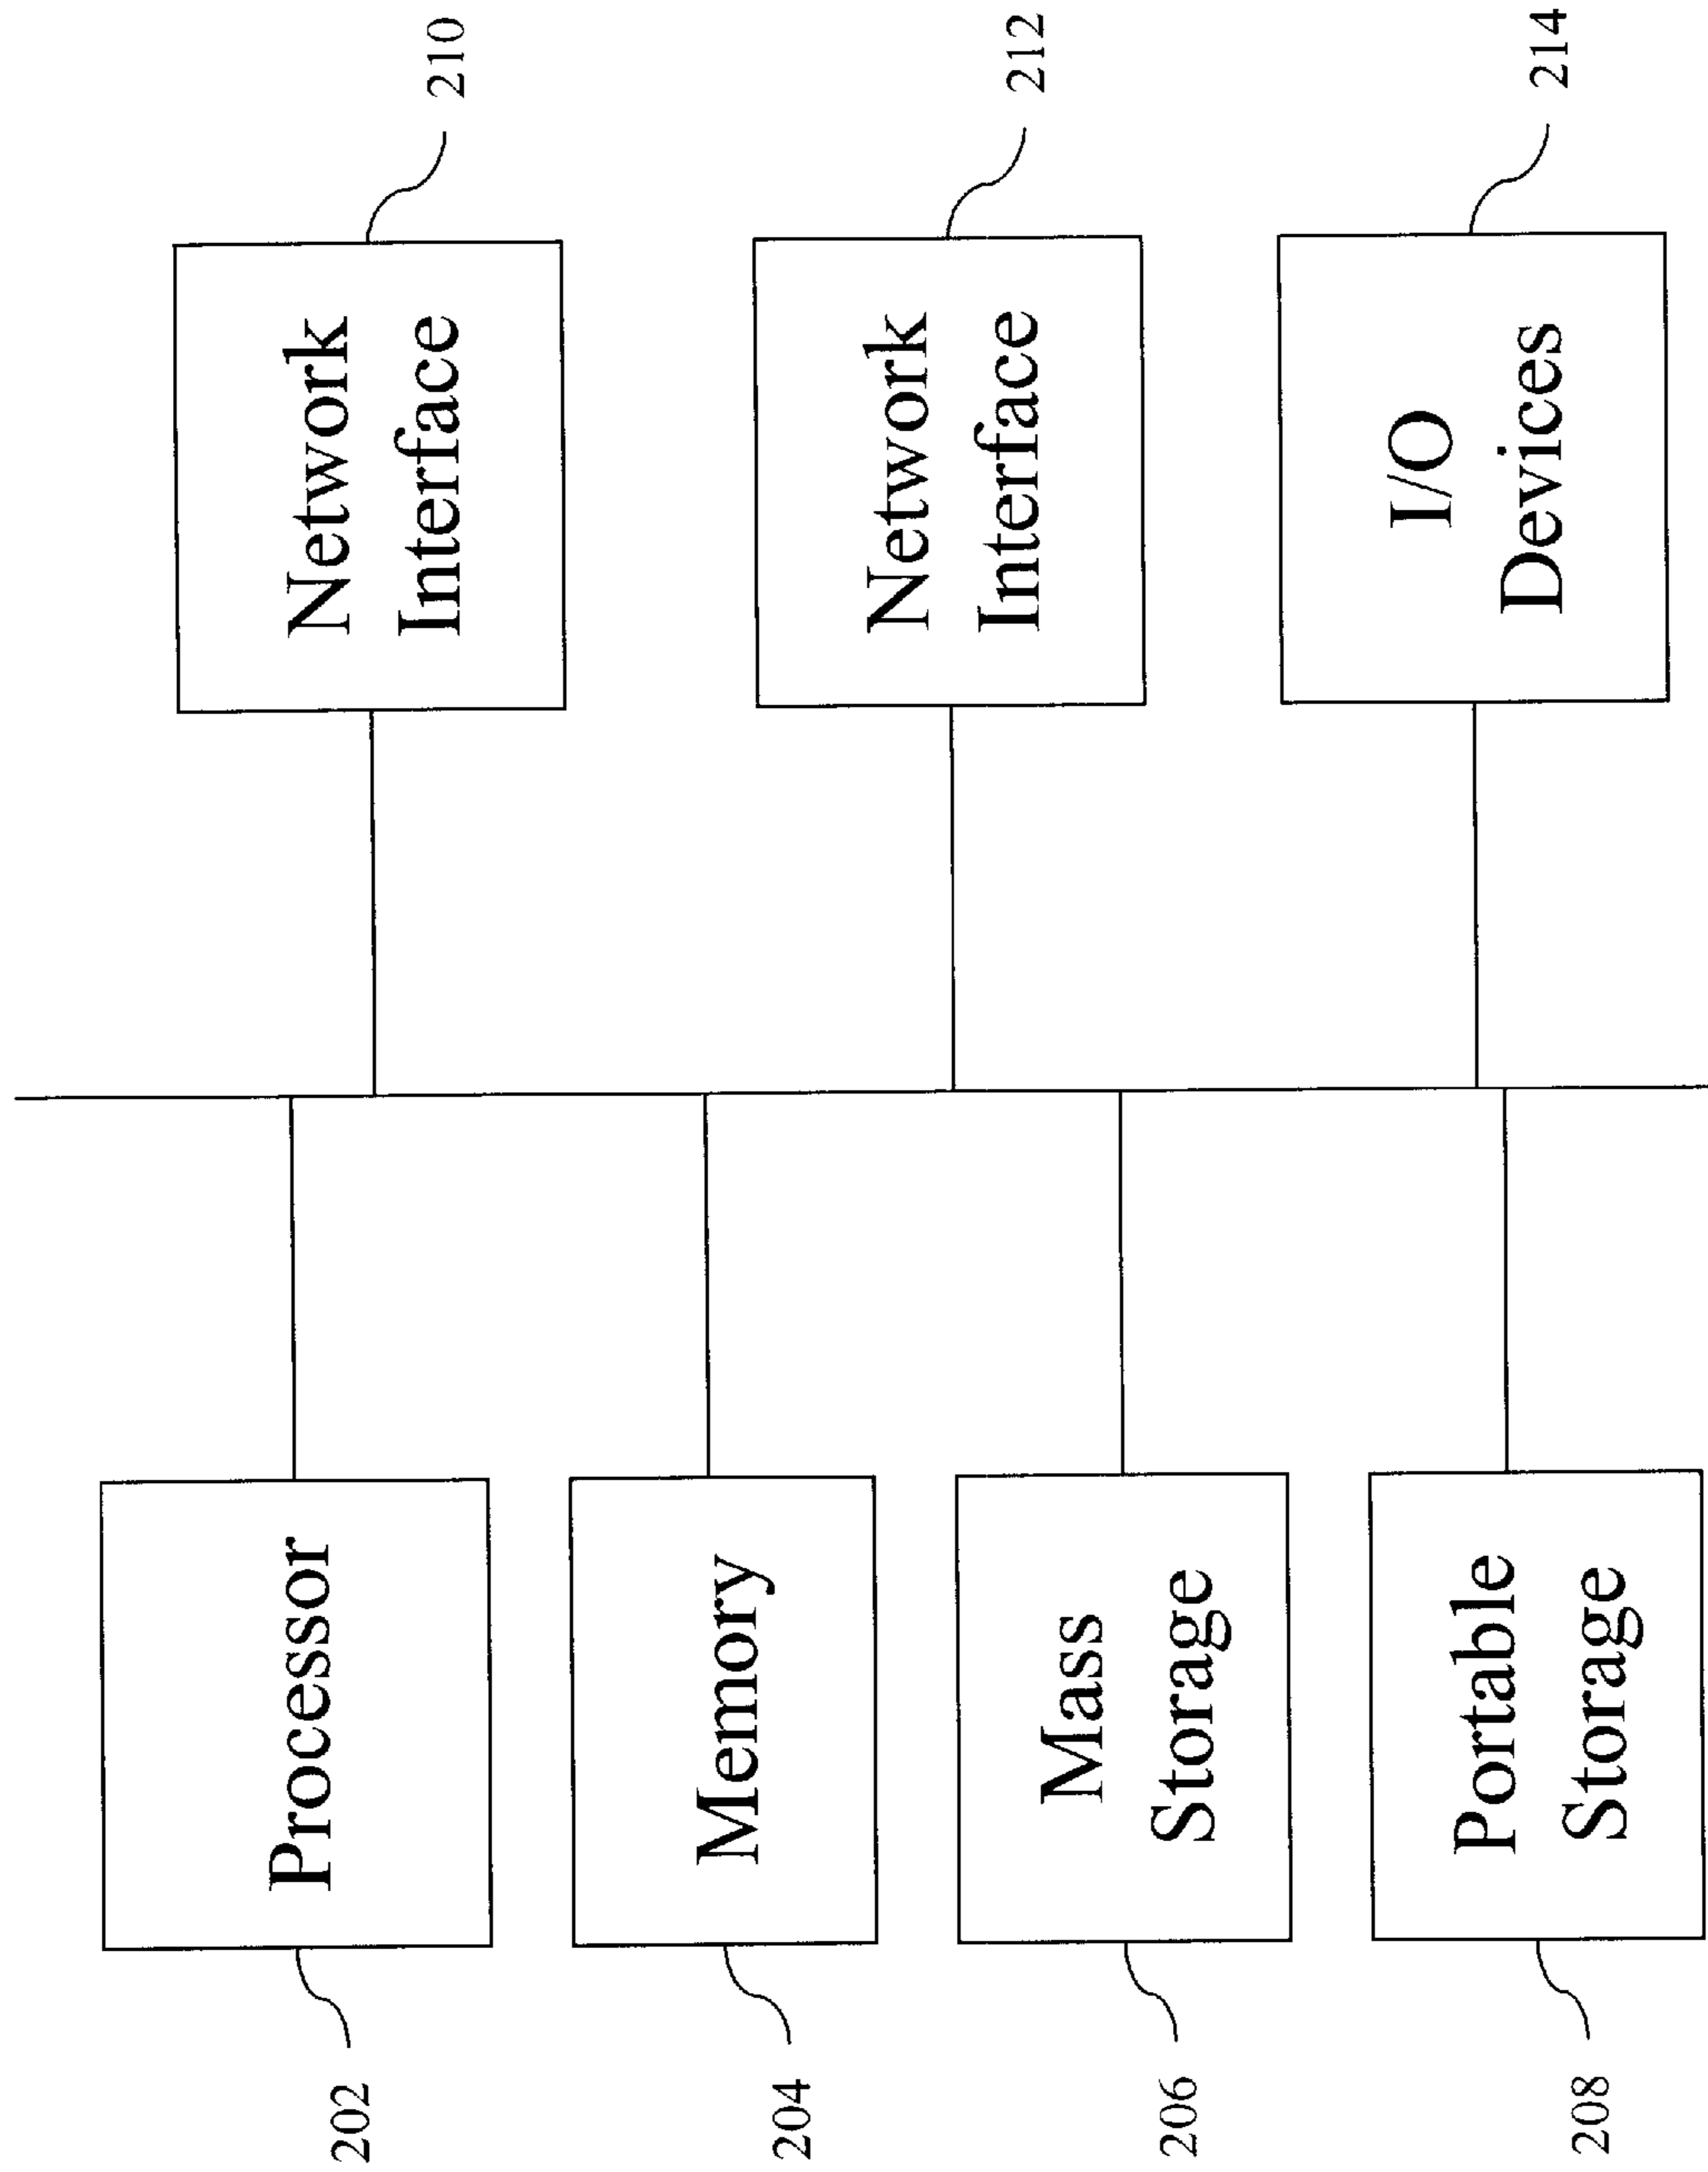 Processor
202
Memory
204
Mass
Storage
206
Portable
Storage
208
Network
Interface
210
Network
Interface
212
I/O
Devices
214